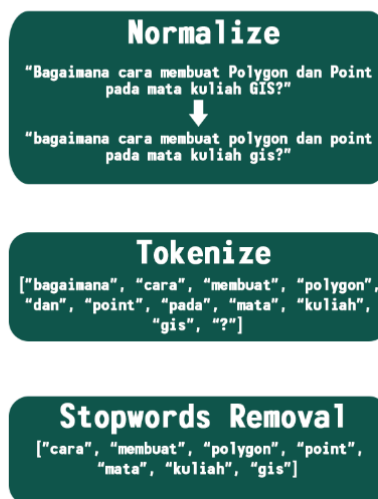 Normalize
“Bagaimana cara membuat Polygon dan Point
pada mata kuliah GIS?”
“bagaimana cara membuat polygon dan point
pada mata kuliah gis?”
Tokenize
["bagaimana", “cara”, “membuat”, “polygon”,
“dan”, “point”, “pada”, “mata”, “kuliah”,
“gis”, “?”]
Stopwords Removal
["cara", “membuat”, “polygon”, “point”,
“mata”, “kuliah”, “gis”]